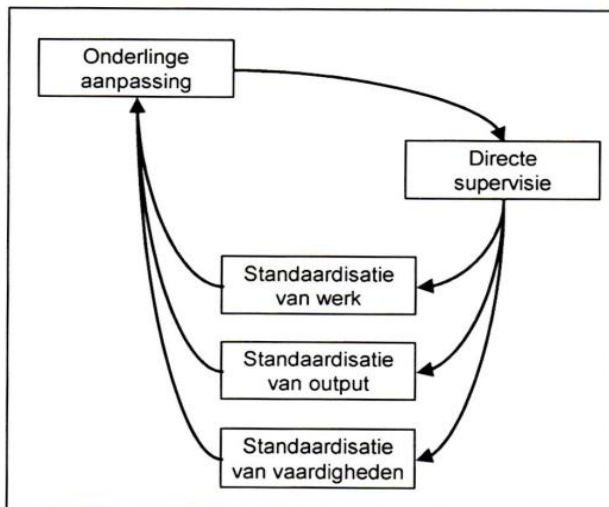 Onderlinge
aanpassing
Directe
supervisie
Standaardisatie
van werk
Standaardisatie
van output
Standaardisatie
van vaardigheden